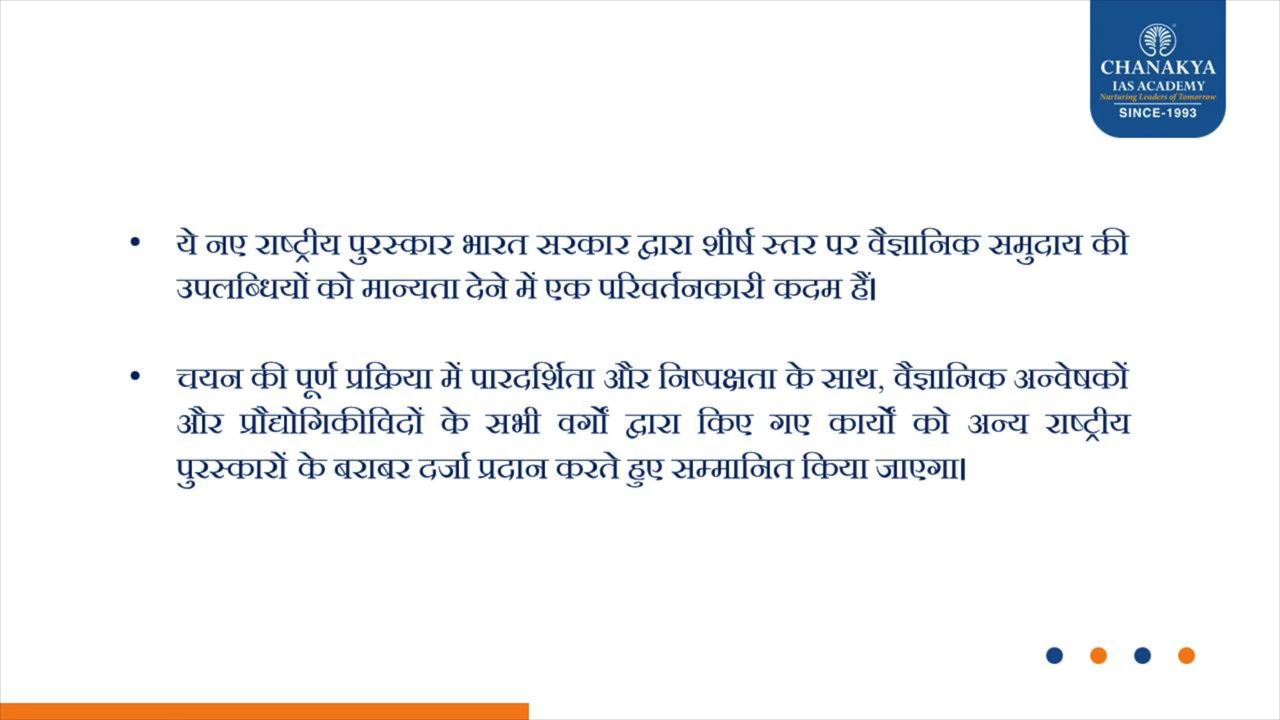 CHANAKYA
IAS ACADEMY
Nurturing Leaders of Tomorrow
SINCE-1993
• ये नए राष्ट्रीय पुरस्कार भारत सरकार द्वारा शीर्ष स्तर पर वैज्ञानिक समुदाय की
उपलब्धियों को मान्यता देने में एक परिवर्तनकारी कदम हैं।
• चयन की पूर्ण प्रक्रिया में पारदर्शिता और निष्पक्षता के साथ, वैज्ञानिक अन्वेषकों
और प्रौद्योगिकीविदों के सभी वर्गों द्वारा किए गए कार्यों को अन्य राष्ट्रीय
पुरस्कारों के बराबर दर्जा प्रदान करते हुए सम्मानित किया जाएगा।